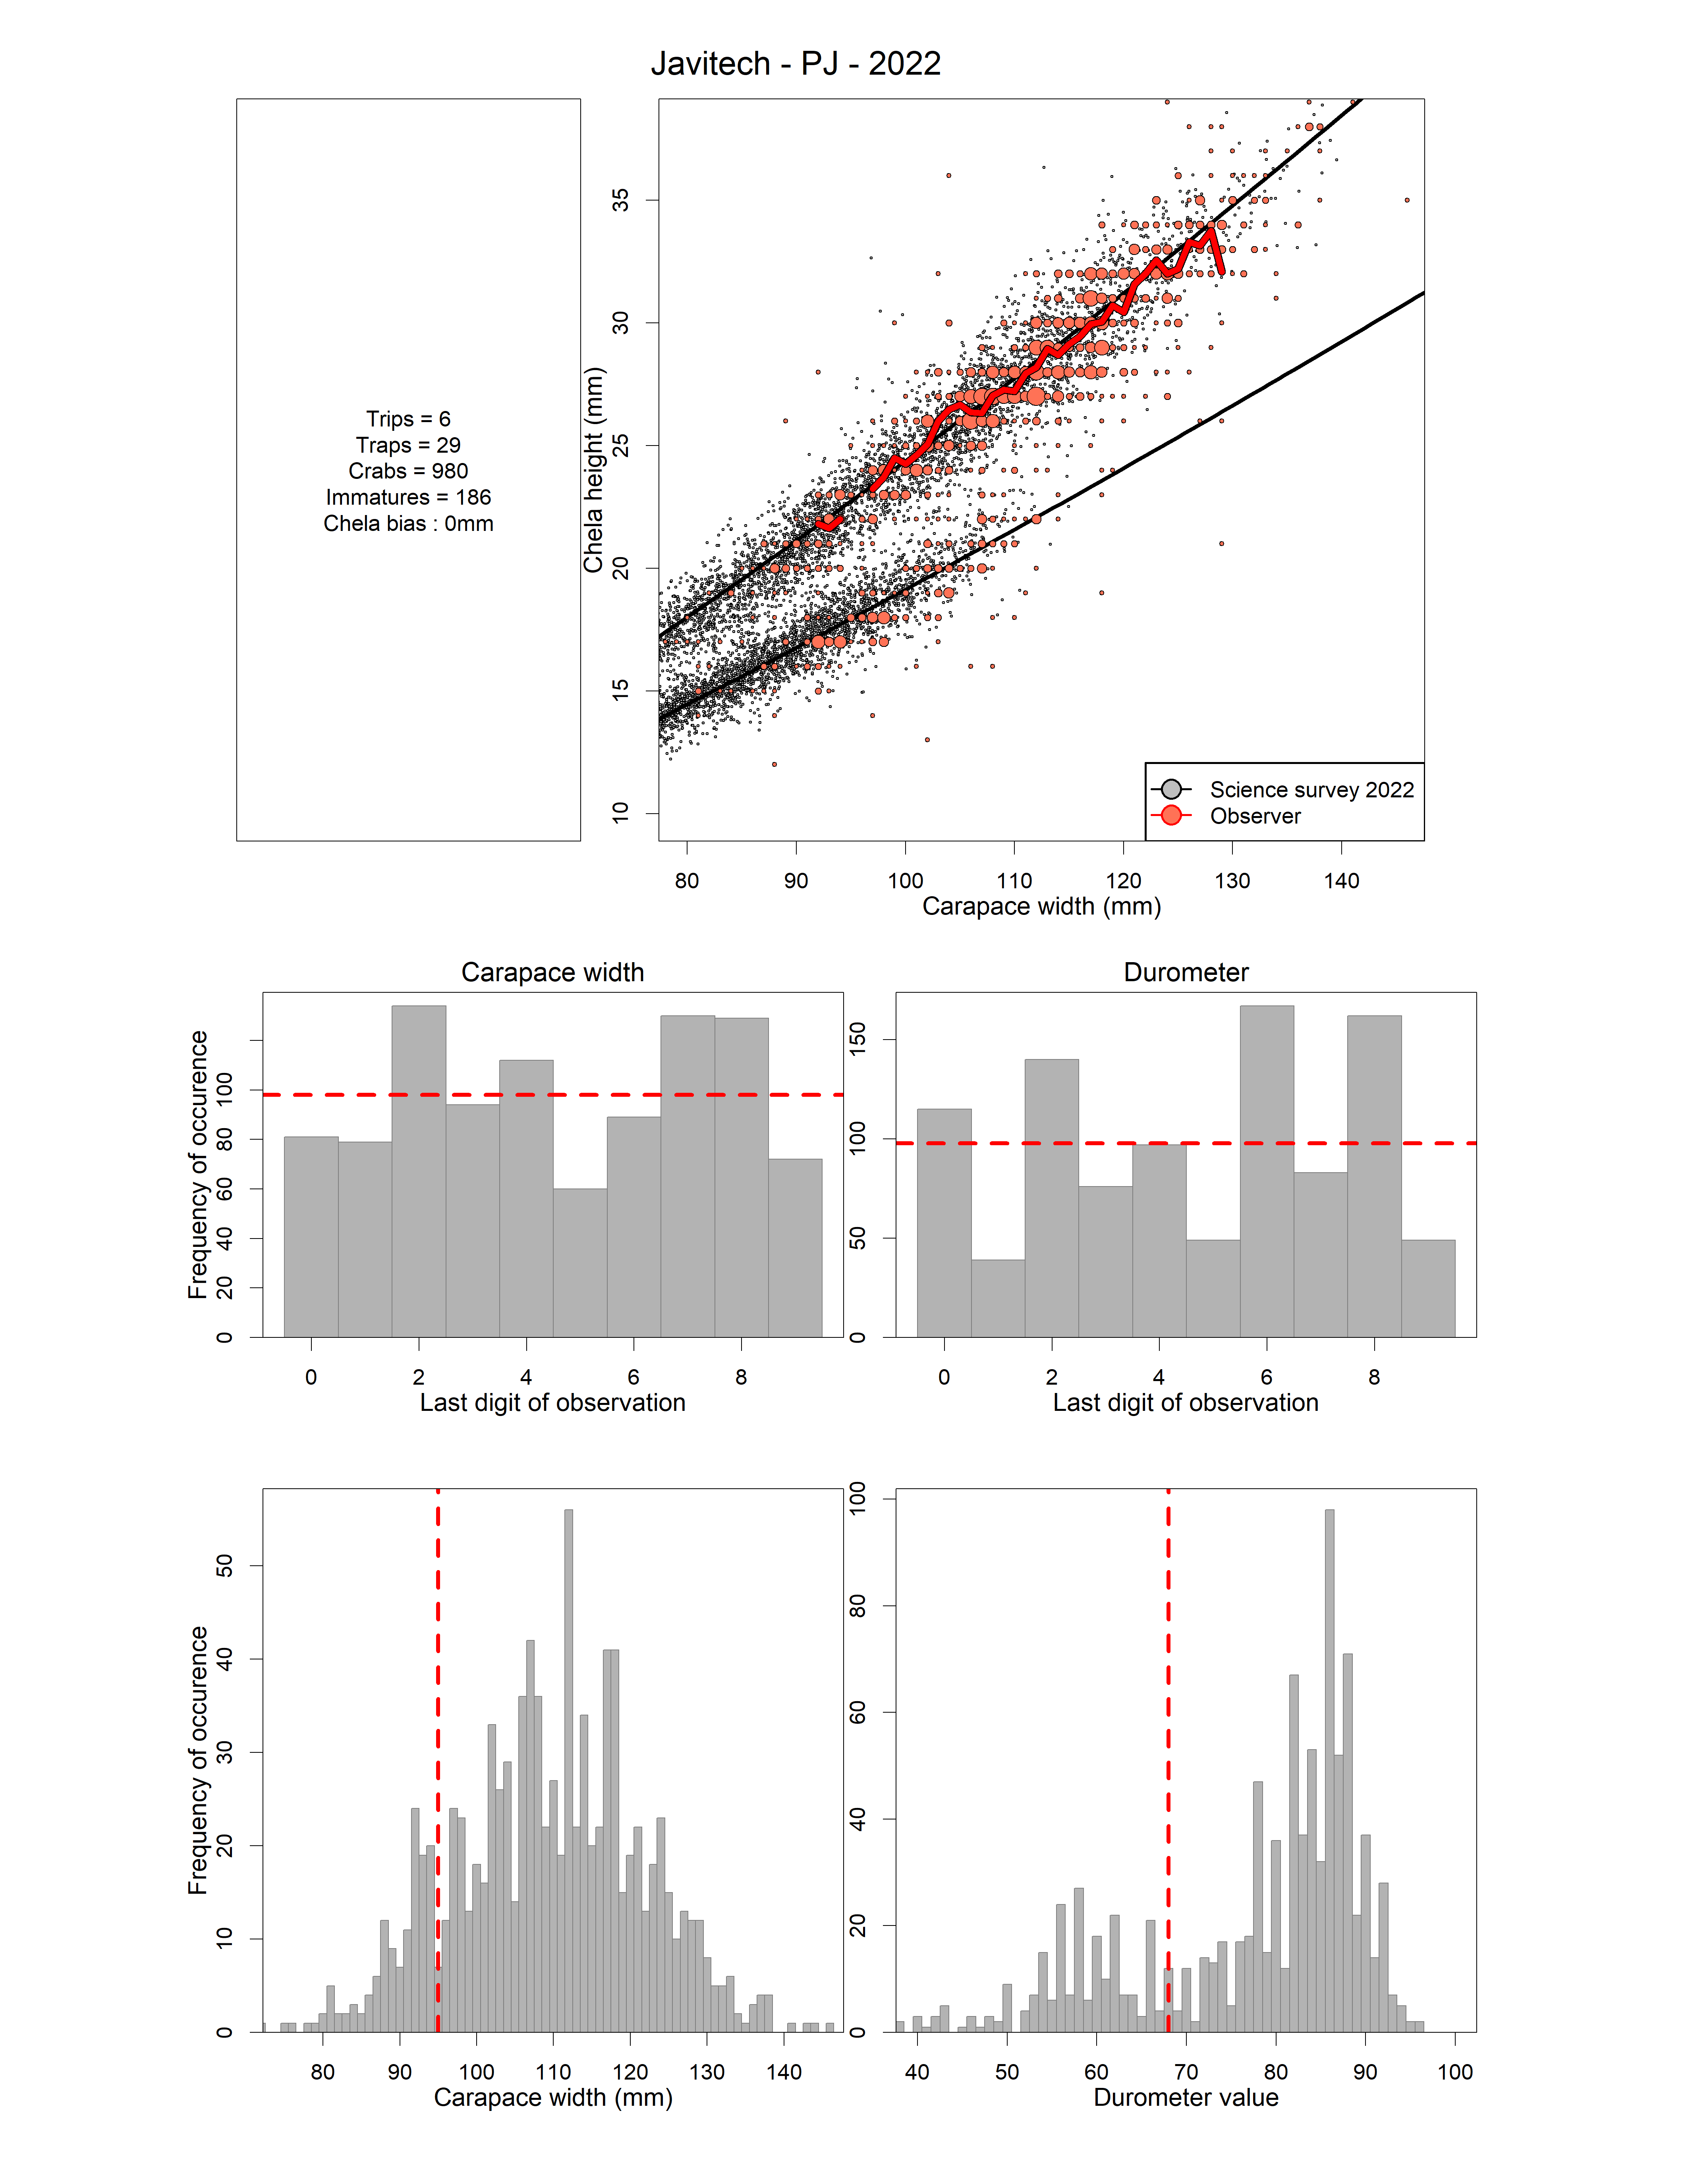 Javitech - PJ - 2022
Trips = 6
Traps = 29
Crabs = 980
Immatures = 186
Chela bias : 0mm
Chela height (mm)
35
30
25
20
15
10
Science survey 2022
Observer
80 90 100 110 120 130 140
Carapace width (mm)
Carapace width
Frequency of occurence
100
80
60
40
20
0
0 2 4 6 8
Last digit of observation
Durometer
150
100
50
0
0 2 4 6 8
Last digit of observation
Frequency of occurence
50
40
30
20
10
0
80 90 100 110 120 130 140
Carapace width (mm)
100
80
60
40
20
0
40 50 60 70 80 90 100
Durometer value